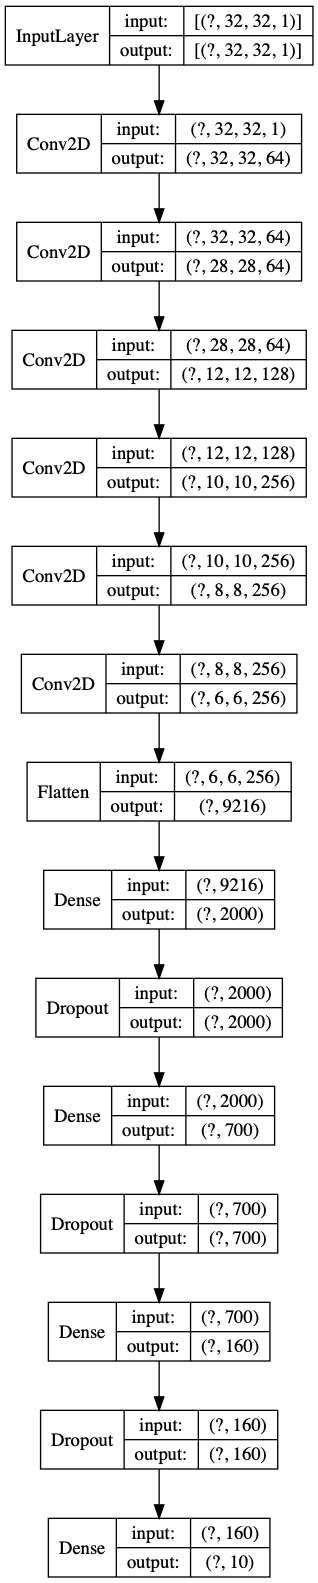 InputLayer
input: [(?, 32, 32, 1)]
output: [(?, 32, 32, 1)]
Conv2D
input: (?, 32, 32, 1)
output: (?, 32, 32, 64)
Conv2D
input: (?, 32, 32, 64)
output: (?, 28, 28, 64)
Conv2D
input: (?, 28, 28, 64)
output: (?, 12, 12, 128)
Conv2D
input: (?, 12, 12, 128)
output: (?, 10, 10, 256)
Conv2D
input: (?, 10, 10, 256)
output: (?, 8, 8, 256)
Conv2D
input: (?, 8, 8, 256)
output: (?, 6, 6, 256)
Flatten
input: (?, 6, 6, 256)
output: (?, 9216)
Dense
input: (?, 9216)
output: (?, 2000)
Dropout
input: (?, 2000)
output: (?, 2000)
Dense
input: (?, 2000)
output: (?, 700)
Dropout
input: (?, 700)
output: (?, 700)
Dense
input: (?, 700)
output: (?, 160)
Dropout
input: (?, 160)
output: (?, 160)
Dense
input: (?, 160)
output: (?, 10)